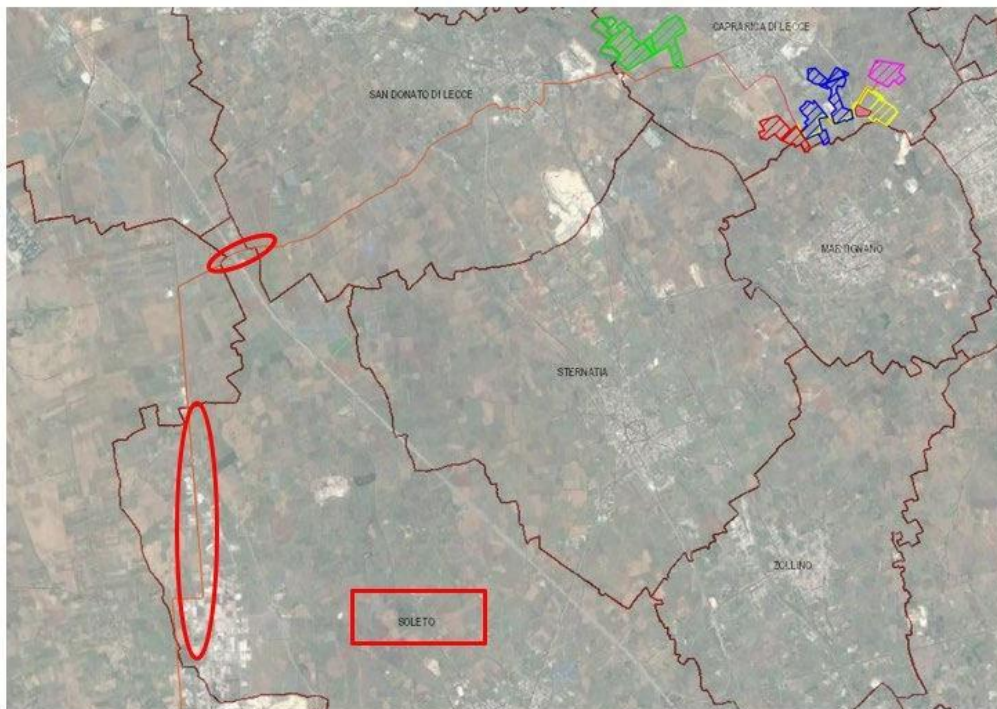 CAPRARICA DI LECCE
SAN DONATO DI LECCE
MARTIGNANO
STERNATIA
ZOLLINO
SOLETO